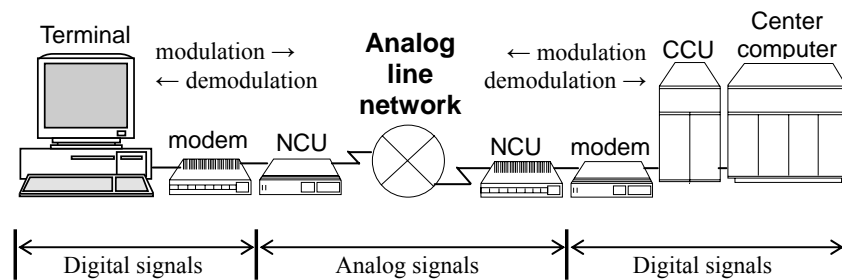 Terminal
modulation →
← demodulation
Analog
line
network
← modulation
demodulation →
CCU
Center
computer
modem
NCU
NCU
modem
Digital signals
Analog signals
Digital signals